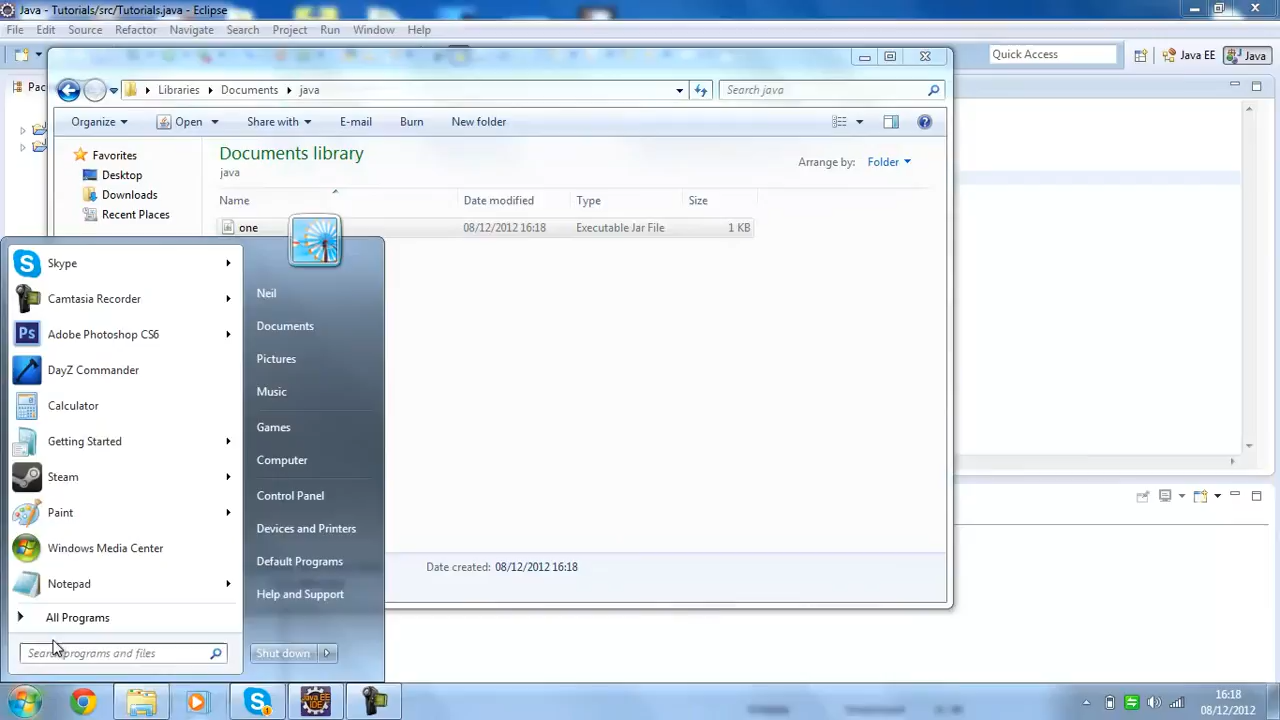 Java - Tutorials/src/Tutorials.java - Eclipse
File Edit Source Refactor Navigate Search Project Run Window Help
Quick Access Java EE Java
Libraries Documents java Search java
Organize Open Share with E-mail Burn New folder
Favorites
Desktop
Downloads
Recent Places
Documents library
java
Arrange by: Folder
Name Date modified Type Size
one 08/12/2012 16:18 Executable Jar File 1 KB
Date created: 08/12/2012 16:18
Skype
Camtasia Recorder
Ps Adobe Photoshop CS6
DayZ Commander
Calculator
Getting Started
Steam
Paint
Windows Media Center
Notepad
All Programs
Search programs and files
Neil
Documents
Pictures
Music
Games
Computer
Control Panel
Devices and Printers
Default Programs
Help and Support
Shut down
Java EE
IDE
16:18
08/12/2012